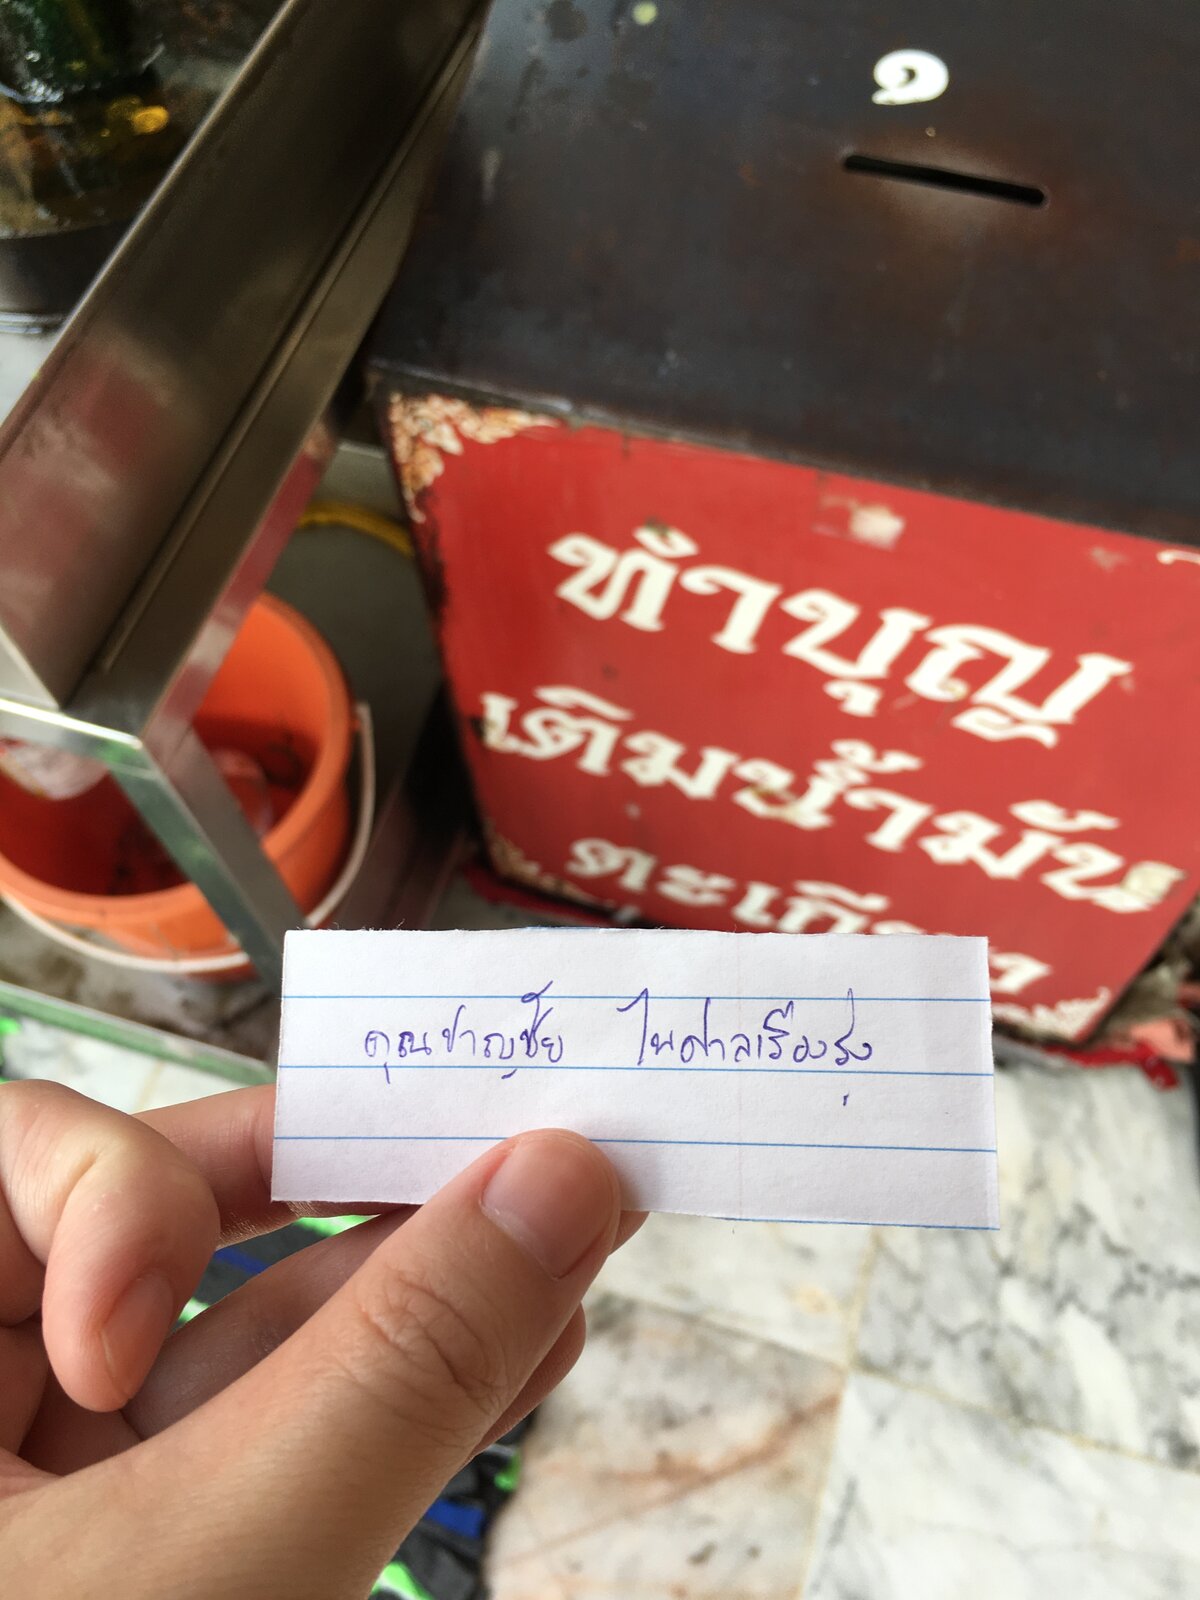 ๑
ทำบุญ
เติมน้ำมัน
ตะเกียง
คุณชาญชัย ไพศาลเรืองรุ่ง